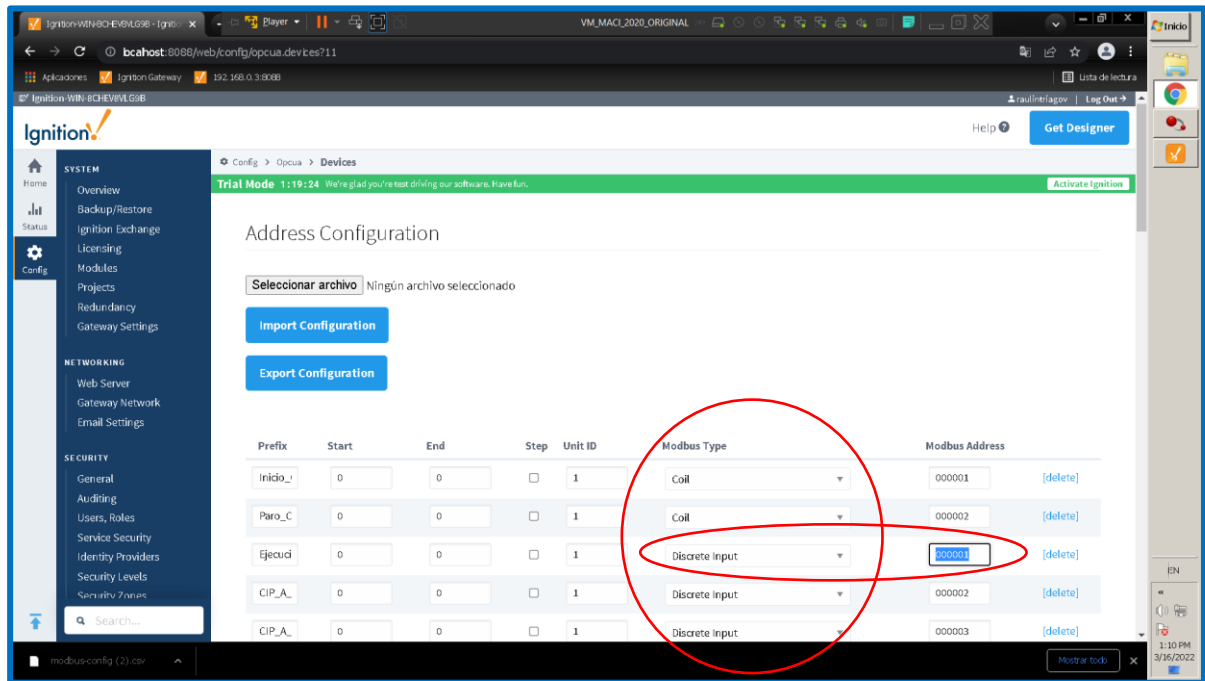 Ignition-WIN-8CHEV8VLG9B - Igniti
Player
VM_MACI_2020_ORIGINAL
Inicio
bcahost:8088/web/config/opcua.devices?11
Aplicaciones Ignition Gateway 192.168.0.3:8088 Lista de lectura
Ignition-WIN-8CHEV8VLG9B
raulintriagov | Log Out
Ignition!
Help
Get Designer
Home
Status
Config
SYSTEM
Overview
Backup/Restore
Ignition Exchange
Licensing
Modules
Projects
Redundancy
Gateway Settings
NETWORKING
Web Server
Gateway Network
Email Settings
SECURITY
General
Auditing
Users, Roles
Service Security
Identity Providers
Security Levels
Security Zones
Search...
Config > Opcua > Devices
Trial Mode 1:19:24 We're glad you're test driving our software. Have fun.
Activate Ignition
Address Configuration
Seleccionar archivo Ningún archivo seleccionado
Import Configuration
Export Configuration
Prefix Start End Step Unit ID Modbus Type Modbus Address
Inicio_ 0 0 1 Coil 000001 [delete]
Paro_C 0 0 1 Coil 000002 [delete]
Ejecuci 0 0 1 Discrete Input 000001 [delete]
CIP_A_ 0 0 1 Discrete Input 000002 [delete]
CIP_A_ 0 0 1 Discrete Input 000003 [delete]
modbus-config (2).csv
Mostrar todo
EN
1:10 PM
3/16/2022